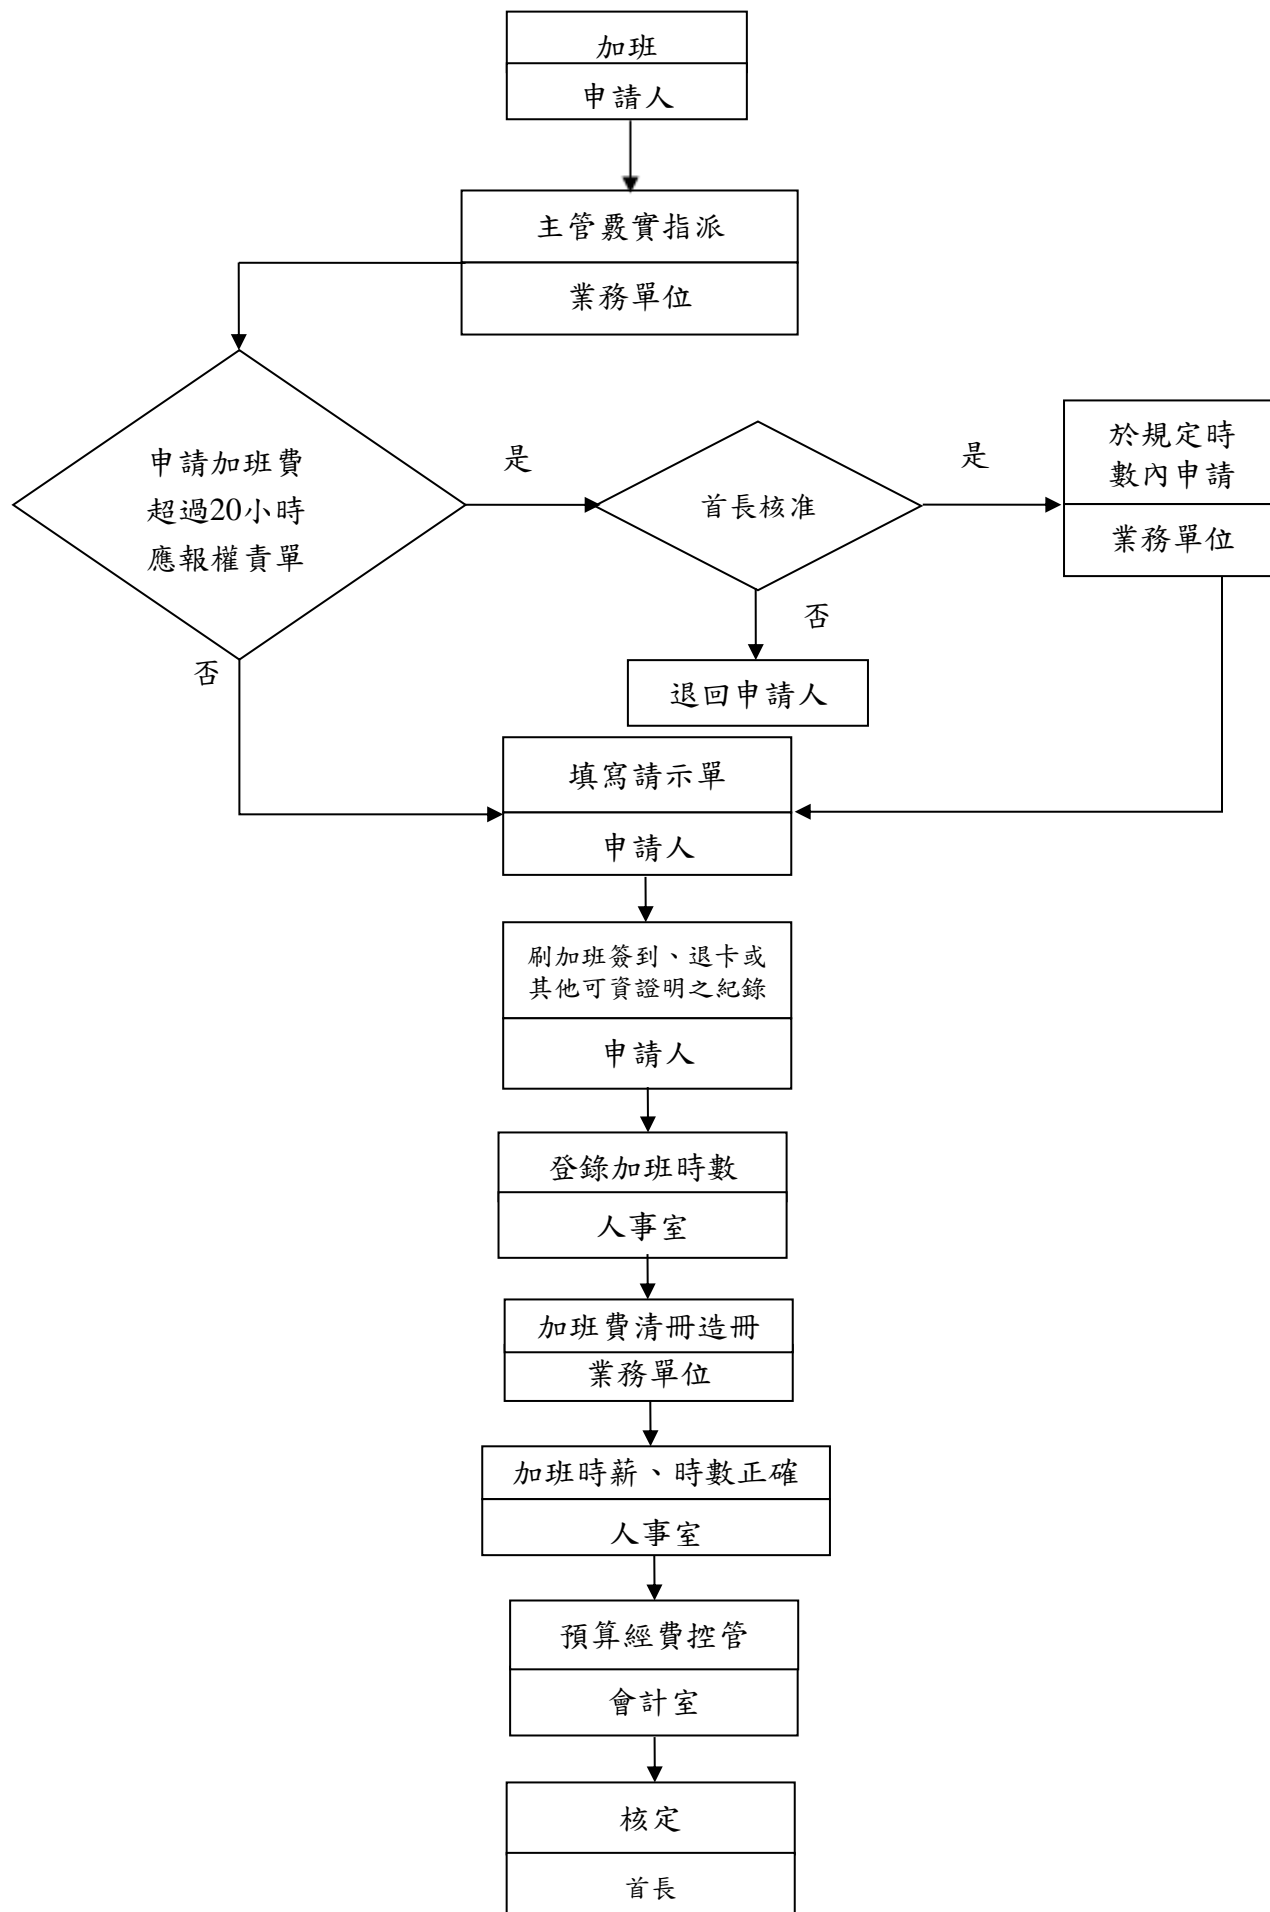 加班
申請人
主管覈實指派
業務單位
申請加班費
超過20小時
應報權責單
是
首長核准
是
於規定時
數內申請
業務單位
否
否
退回申請人
填寫請示單
申請人
刷加班簽到、退卡或
其他可資證明之紀錄
申請人
登錄加班時數
人事室
加班費清冊造冊
業務單位
加班時薪、時數正確
人事室
預算經費控管
會計室
核定
首長